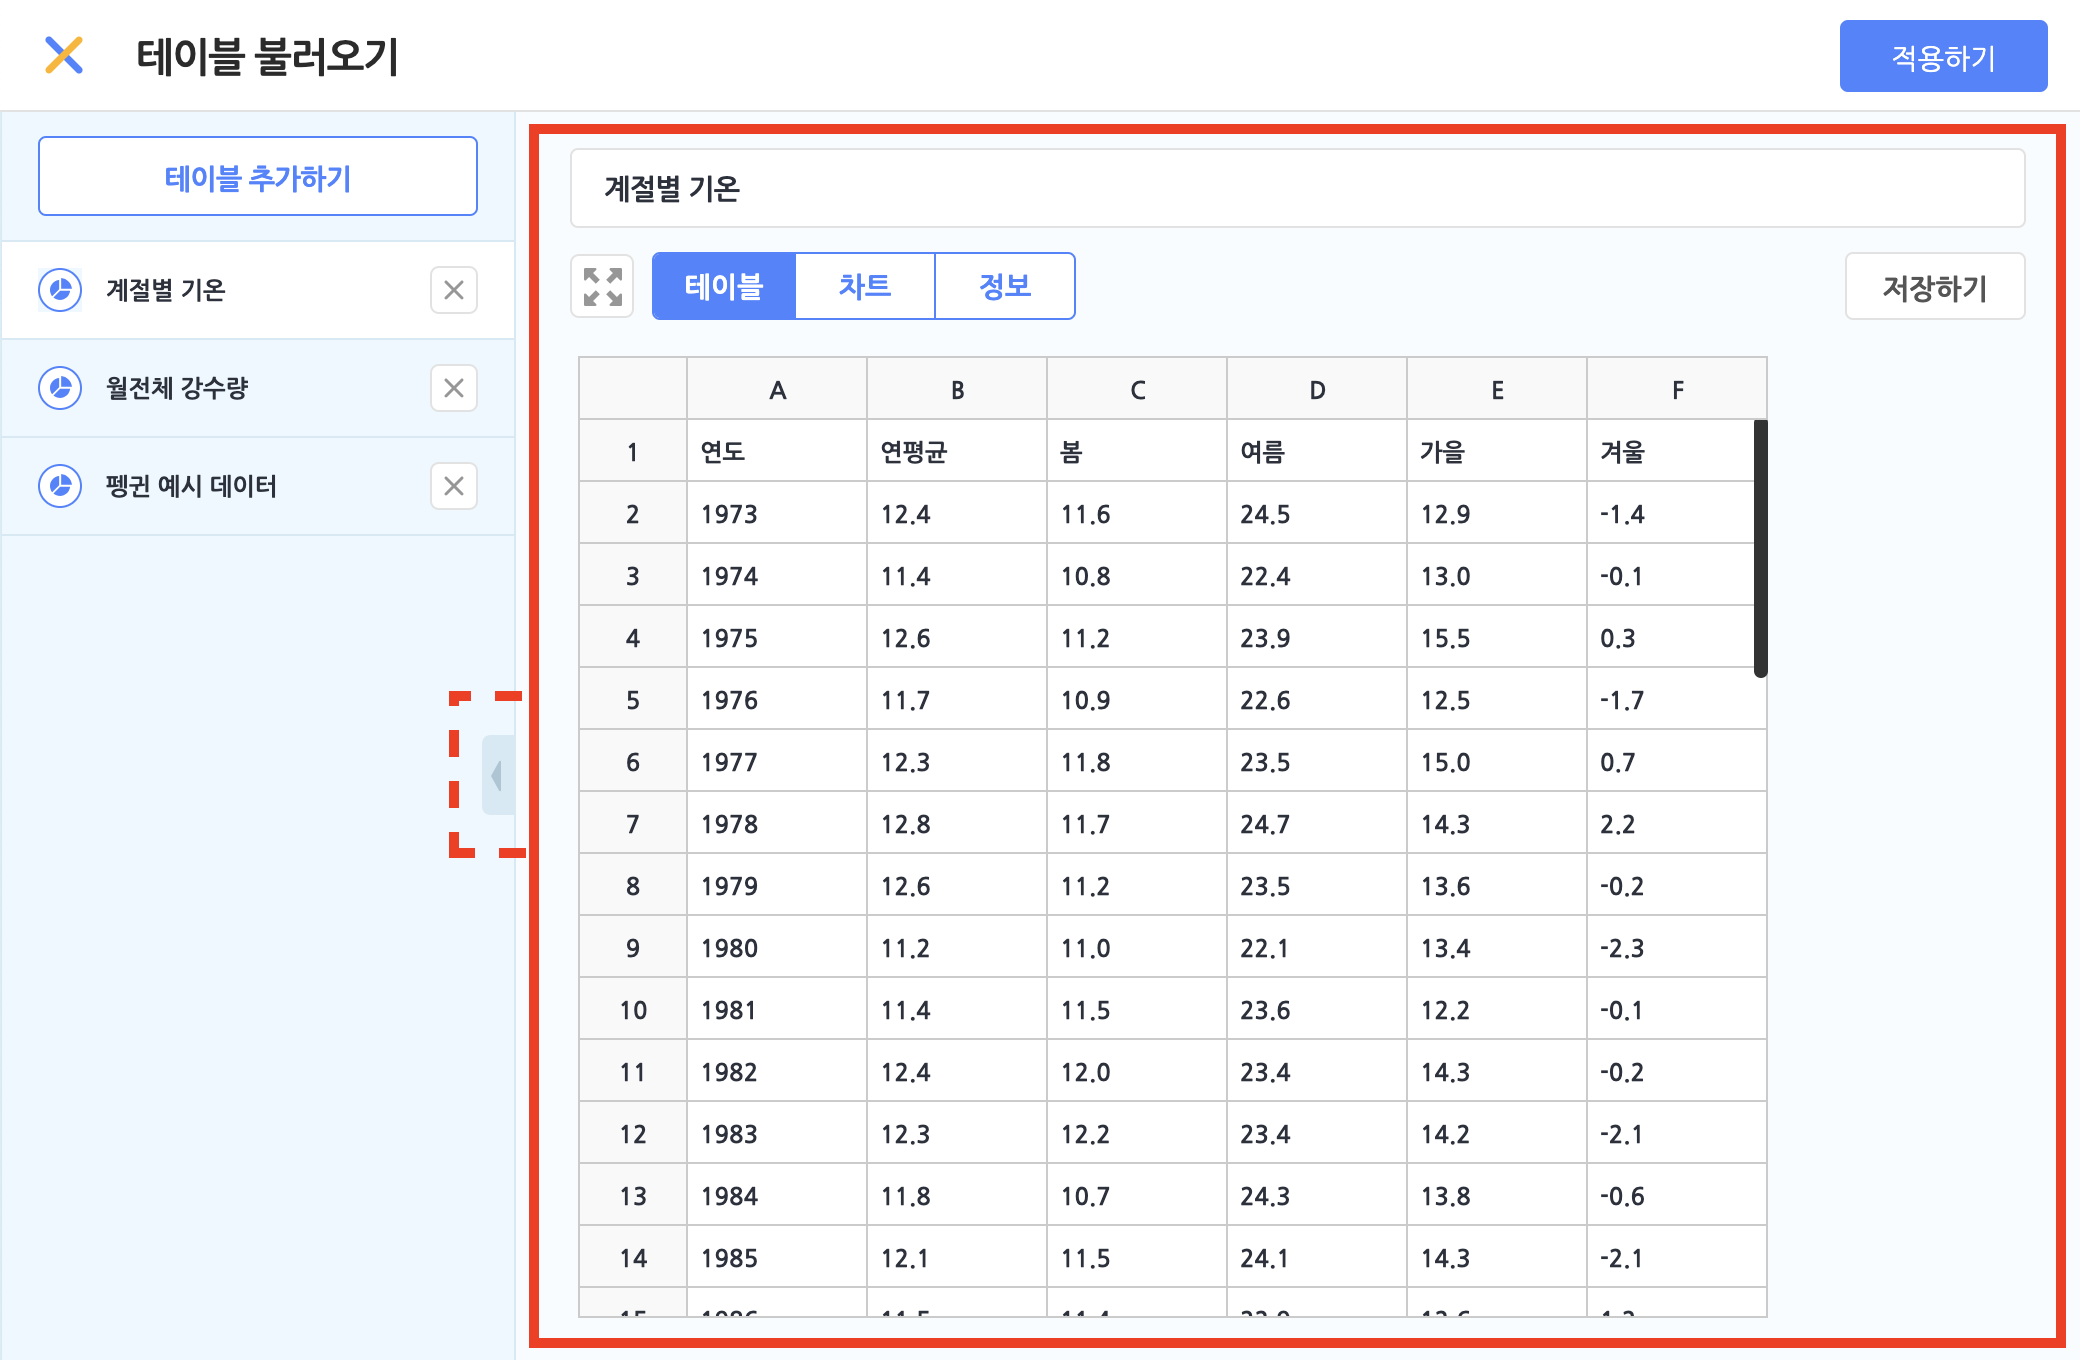 테이블 불러오기
적용하기
테이블 추가하기
계절별 기온
월전체 강수량
펭귄 예시 데이터
계절별 기온
테이블 차트 정보
저장하기
A B C D E F
1 연도 연평균 봄 여름 가을 겨울
2 1973 12.4 11.6 24.5 12.9 -1.4
3 1974 11.4 10.8 22.4 13.0 -0.1
4 1975 12.6 11.2 23.9 15.5 0.3
5 1976 11.7 10.9 22.6 12.5 -1.7
6 1977 12.3 11.8 23.5 15.0 0.7
7 1978 12.8 11.7 24.7 14.3 2.2
8 1979 12.6 11.2 23.5 13.6 -0.2
9 1980 11.2 11.0 22.1 13.4 -2.3
10 1981 11.4 11.5 23.6 12.2 -0.1
11 1982 12.4 12.0 23.4 14.3 -0.2
12 1983 12.3 12.2 23.4 14.2 -2.1
13 1984 11.8 10.7 24.3 13.8 -0.6
14 1985 12.1 11.5 24.1 14.3 -2.1